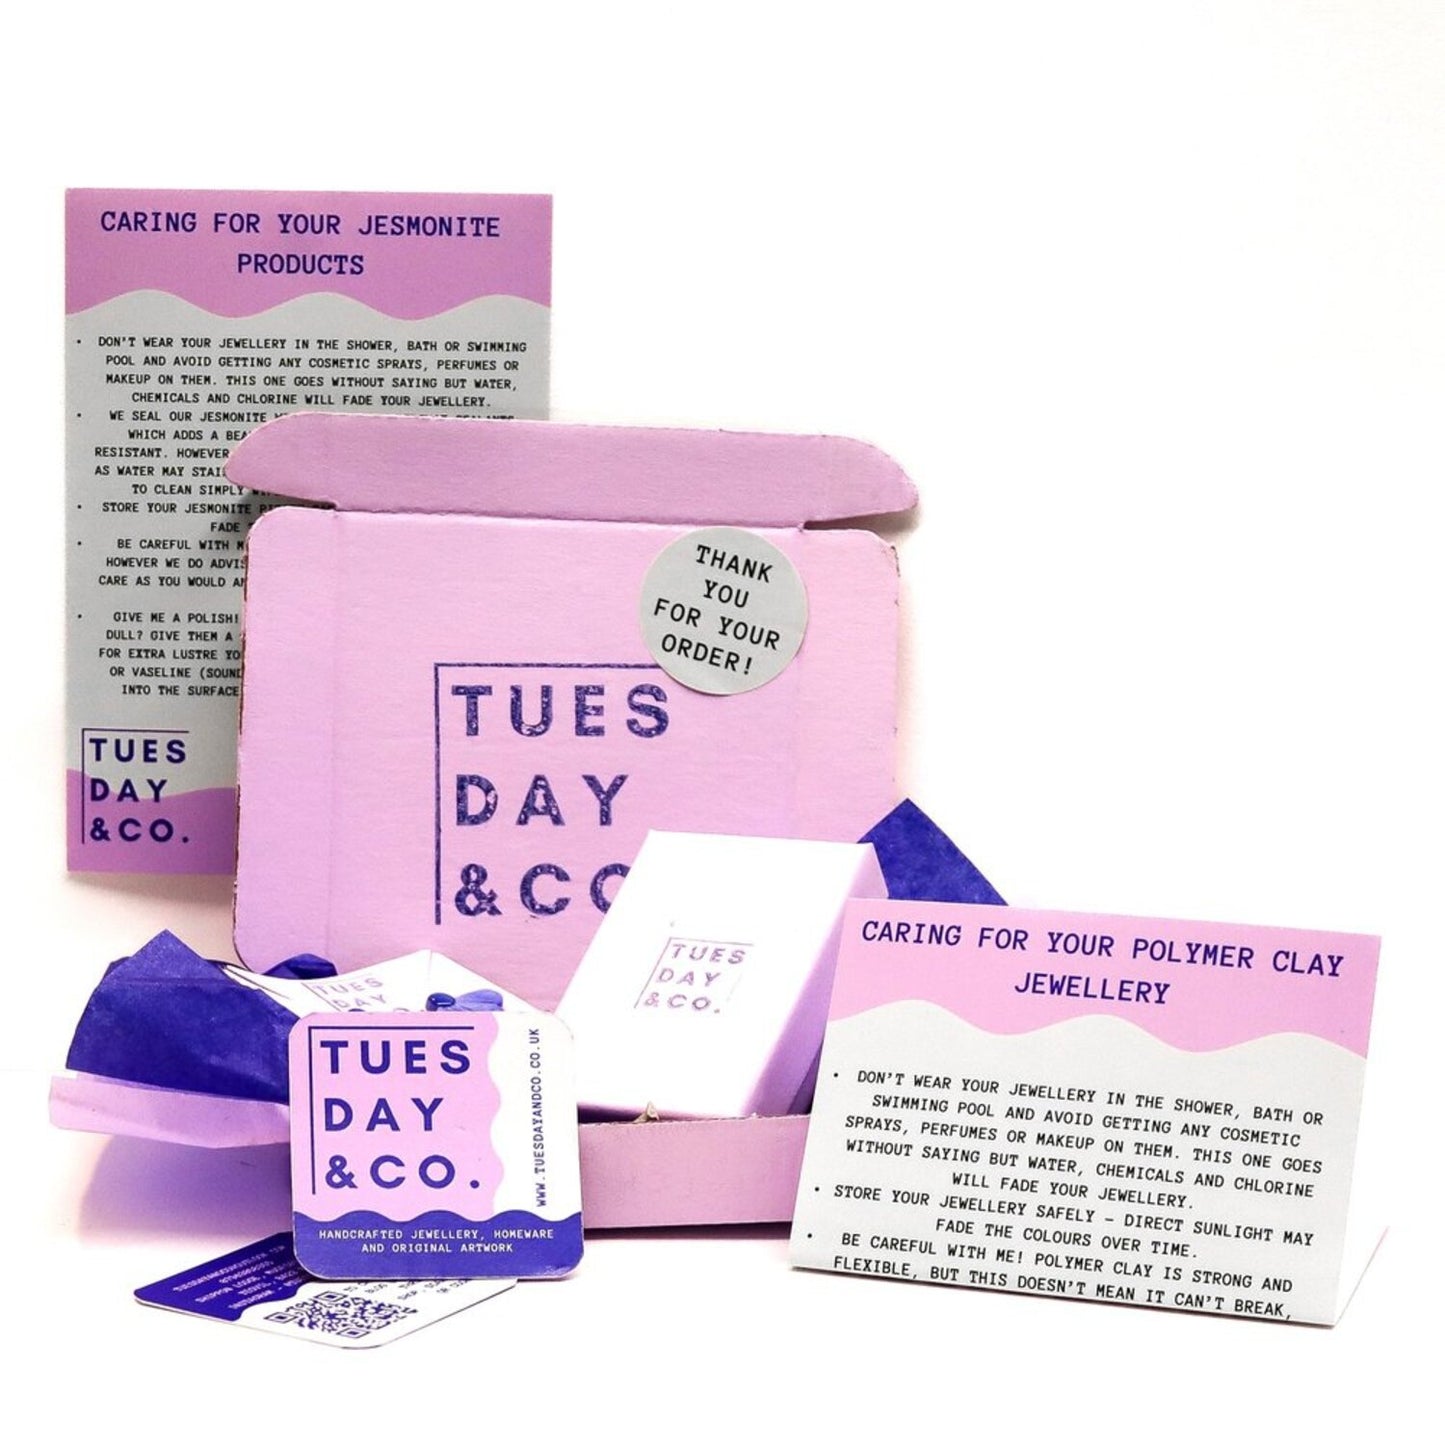 CARING FOR YOUR JESMONITE
PRODUCTS
• DON'T WEAR YOUR JEWELLERY IN THE SHOWER, BATH OR SWIMMING
POOL AND AVOID GETTING ANY COSMETIC SPRAYS, PERFUMES OR
MAKEUP ON THEM. THIS ONE GOES WITHOUT SAYING BUT WATER,
CHEMICALS AND CHLORINE WILL FADE YOUR JEWELLERY.
• WE SEAL OUR JESMONITE
WHICH ADDS A
RESISTANT. HOWEVER
AS WATER MAY
TO CLEAN SIMPLY
• STORE YOUR JESMONITE
FADE
• BE CAREFUL WITH
HOWEVER WE DO
CARE AS YOU WOULD
• GIVE ME A POLISH!
DULL? GIVE THEM A
FOR EXTRA LUSTRE
OR VASELINE
INTO THE SURFACE
TUES
DAY
&CO.
THANK
YOU
FOR YOUR
ORDER!
TUES
DAY
&CO
TUES
DAY
&CO.
TUES
DAY
TUES
DAY
&CO.
WWW.TUESDAYANDCO.CO.UK
HANDCRAFTED JEWELLERY, HOMEWARE
AND ORIGINAL ARTWORK
CARING FOR YOUR POLYMER CLAY
JEWELLERY
• DON'T WEAR YOUR JEWELLERY IN THE SHOWER, BATH OR
SWIMMING POOL AND AVOID GETTING ANY COSMETIC
SPRAYS, PERFUMES OR MAKEUP ON THEM. THIS ONE GOES
WITHOUT SAYING BUT WATER, CHEMICALS AND CHLORINE
WILL FADE YOUR JEWELLERY.
• STORE YOUR JEWELLERY SAFELY – DIRECT SUNLIGHT MAY
FADE THE COLOURS OVER TIME.
• BE CAREFUL WITH ME! POLYMER CLAY IS STRONG AND
FLEXIBLE, BUT THIS DOESN'T MEAN IT CAN'T BREAK,